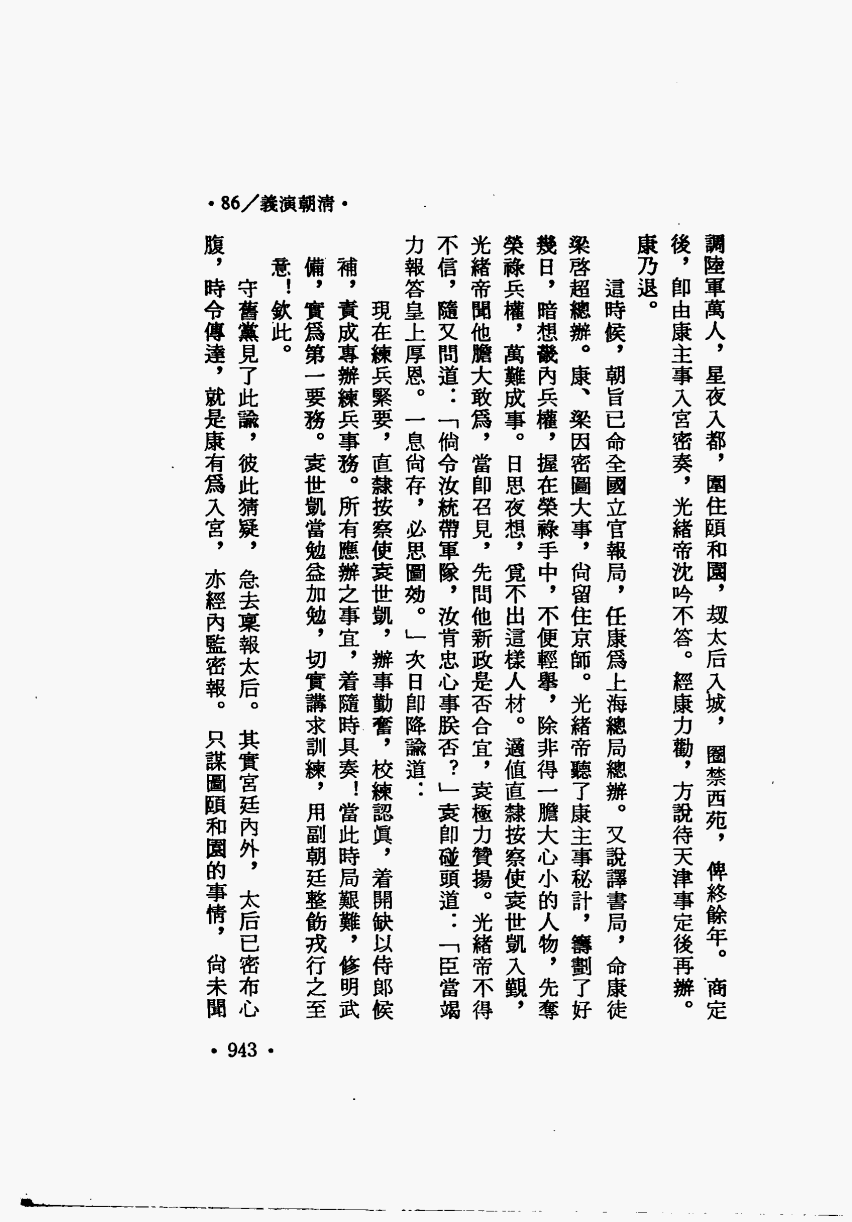 •86／義演朝清•
調陸軍萬人，星夜入都，圍住頤和園，刼太后入城，圈禁西苑，俾終餘年。商定
後，卽由康主事入宮密奏，光緒帝沈吟不答。經康力勸，方說待天津事定後再辦。
康乃退。
這時候，朝旨已命全國立官報局，任康爲上海總局總辦。又說譯書局，命康徒
梁啓超總辦。康、梁因密圖大事，尙留住京師。光緒帝聽了康主事秘計，籌劃了好
幾日，暗想畿內兵權，握在榮祿手中，不便輕舉，除非得一膽大心小的人物，先奪
榮祿兵權，萬難成事。日思夜想，覓不出這樣人材。適值直隸按察使袁世凱入覲，
光緒帝聞他膽大敢爲，當卽召見，先問他新政是否合宜，袁極力贊揚。光緒帝不得
不信，隨又問道：「倘令汝統帶軍隊，汝肯忠心事朕否？」袁卽碰頭道：「臣當竭
力報答皇上厚恩。一息尙存，必思圖効。」次日卽降諭道：
現在練兵緊要，直隸按察使袁世凱，辦事勤奮，校練認眞，着開缺以侍郞候
補，責成專辦練兵事務。所有應辦之事宜，着隨時具奏！當此時局艱難，修明武
備，實爲第一要務。袁世凱當勉益加勉，切實講求訓練，用副朝廷整飭戎行之至
意！欽此。
守舊黨見了此諭，彼此猜疑，急去稟報太后。其實宮廷內外，太后已密布心
腹，時令傳達，就是康有爲入宮，亦經內監密報。只謀圖頤和園的事情，尙未聞
•943•